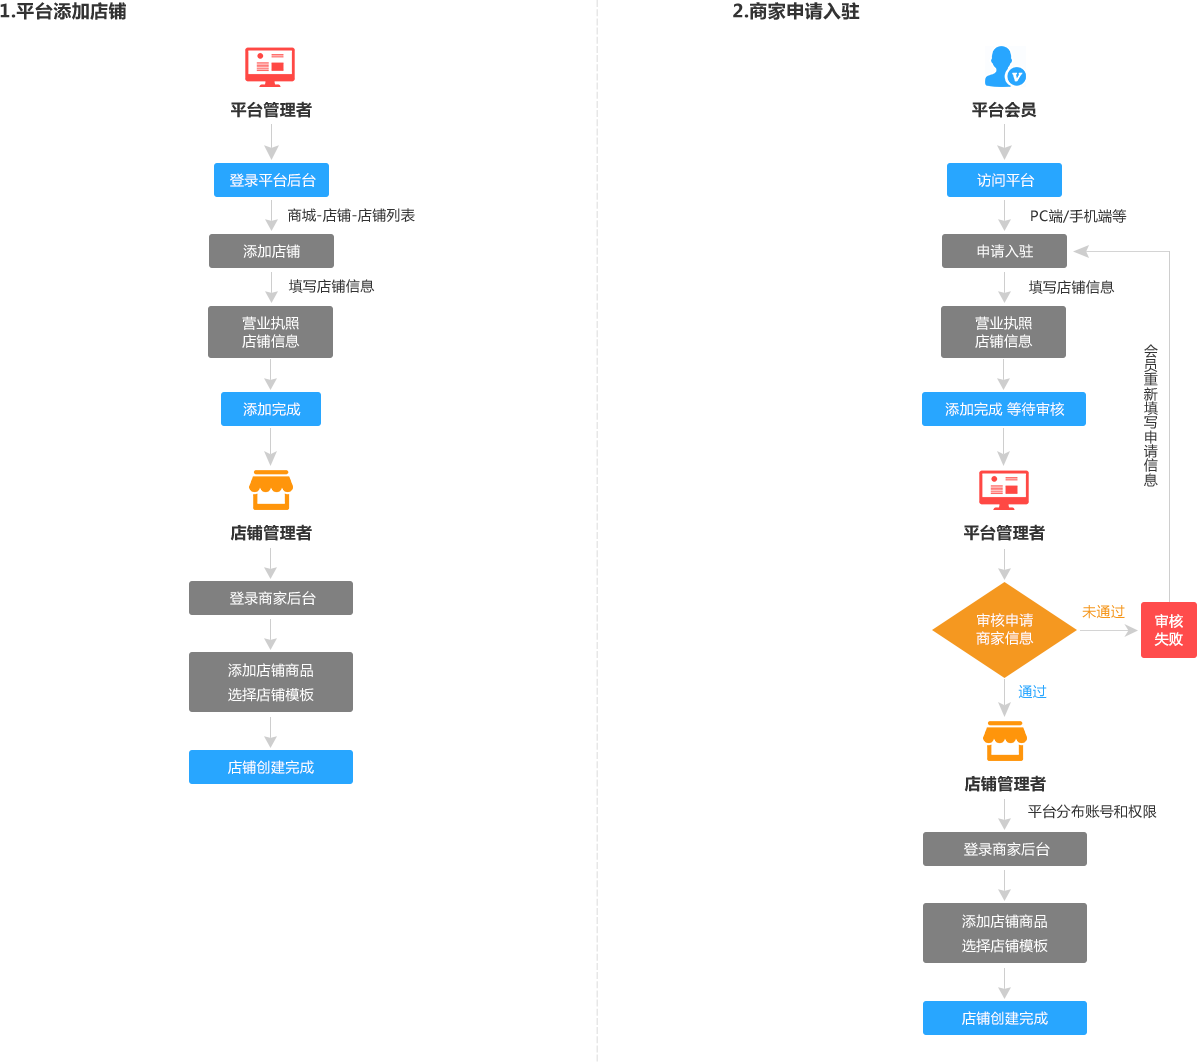 1.平台添加店铺
平台管理者
登录平台后台
商城-店铺-店铺列表
添加店铺
填写店铺信息
营业执照
店铺信息
添加完成
店铺管理者
登录商家后台
添加店铺商品
选择店铺模板
店铺创建完成
2.商家申请入驻
平台会员
访问平台
PC端/手机端等
申请入驻
填写店铺信息
营业执照
店铺信息
添加完成 等待审核
平台管理者
审核申请
商家信息
未通过
审核
失败
会员重新填写申请信息
通过
店铺管理者
平台分布账号和权限
登录商家后台
添加店铺商品
选择店铺模板
店铺创建完成